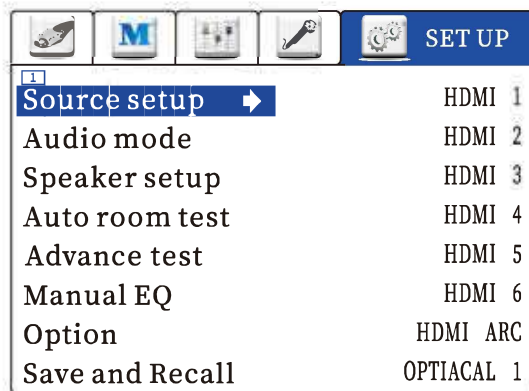 M
SET UP
1
Source setup HDMI 1
Audio mode HDMI 2
Speaker setup HDMI 3
Auto room test HDMI 4
Advance test HDMI 5
Manual EQ HDMI 6
Option HDMI ARC
Save and Recall OPTIACAL 1